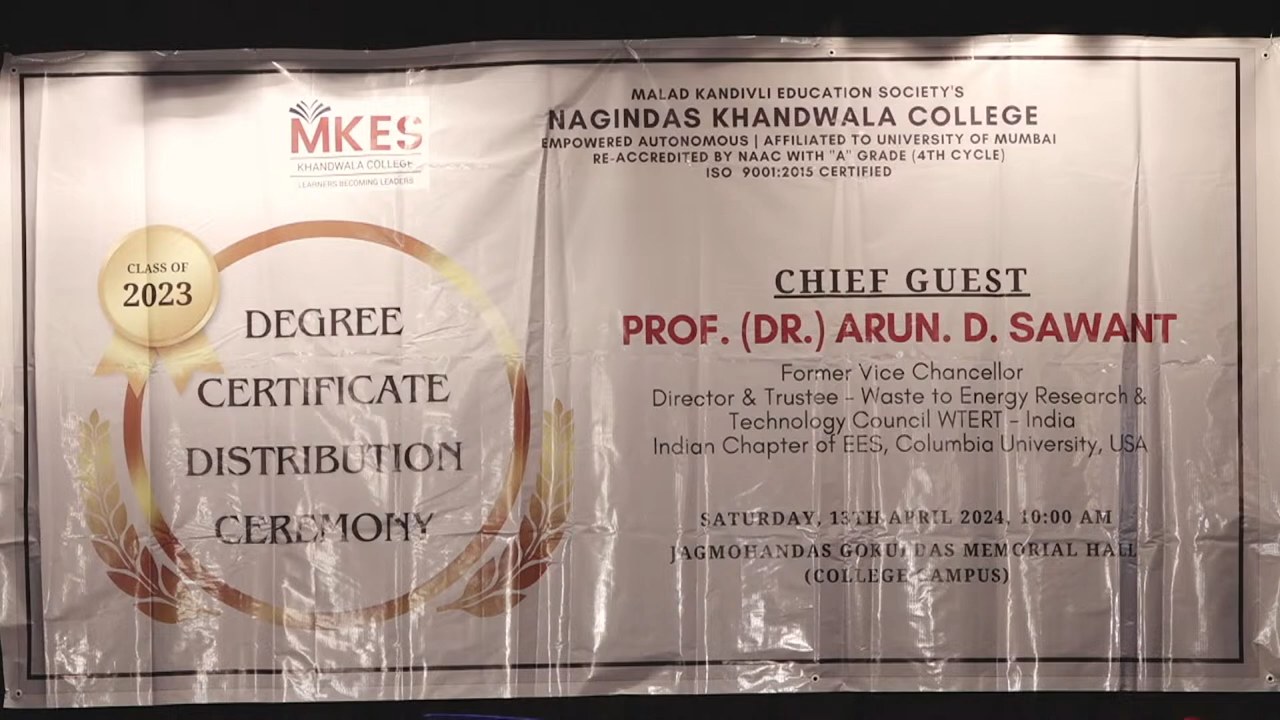 MKES
KHANDWALA COLLEGE
LEARNERS BECOMING LEADERS
MALAD KANDIVLI EDUCATION SOCIETY'S
NAGINDAS KHANDWALA COLLEGE
EMPOWERED AUTONOMOUS | AFFILIATED TO UNIVERSITY OF MUMBAI
RE-ACCREDITED BY NAAC WITH "A" GRADE (4TH CYCLE)
ISO 9001:2015 CERTIFIED
CLASS OF
2023
DEGREE
CERTIFICATE
DISTRIBUTION
CEREMONY
CHIEF GUEST
PROF. (DR.) ARUN. D. SAWANT
Former Vice Chancellor
Director & Trustee – Waste to Energy Research &
Technology Council WTERT – India
Indian Chapter of EES, Columbia University, USA
SATURDAY, 13TH APRIL 2024, 10:00 AM
JAGMOHANDAS GOKULDAS MEMORIAL HALL
(COLLEGE CAMPUS)